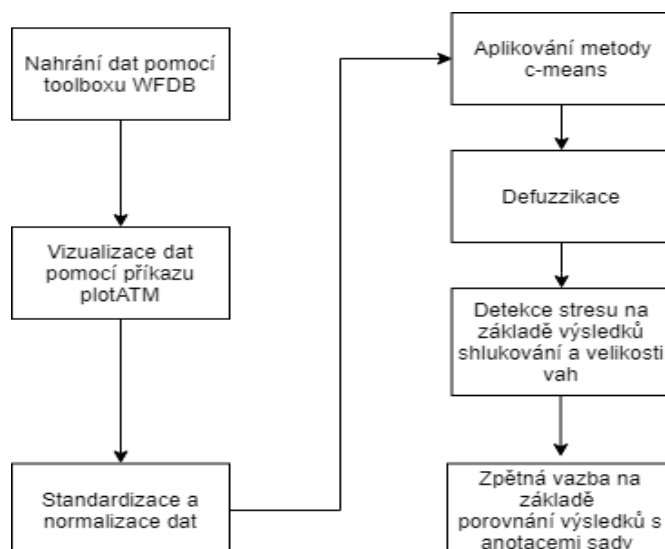 Nahrání dat pomocí
toolboxu WFDB
Vizualizace dat
pomocí příkazu
plotATM
Standardizace a
normalizace dat
Aplikování metody
c-means
Defuzzikace
Detekce stresu na
základě výsledků
shlukování a velikosti
vah
Zpětná vazba na
základě
porovnání výsledků s
anotacemi sady